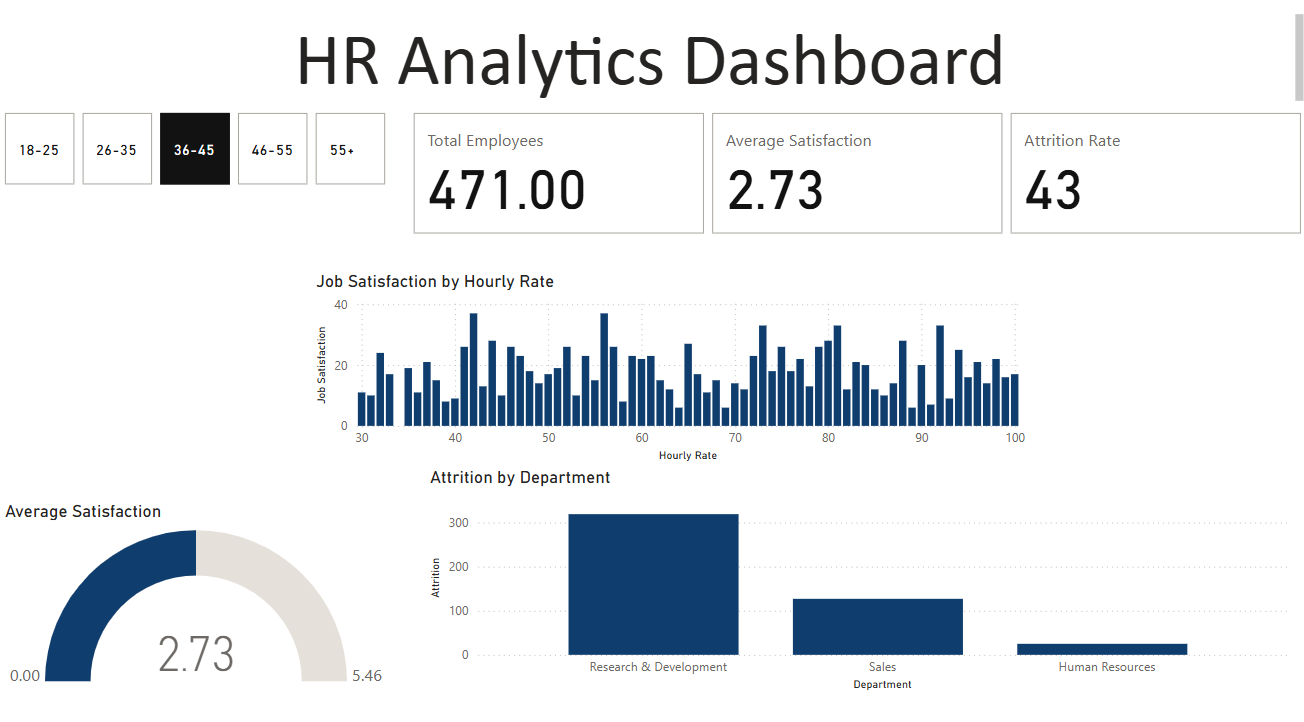 HR Analytics Dashboard
18-25
26-35
36-45
46-55
55+
Total Employees
471.00
Average Satisfaction
2.73
Attrition Rate
43
Job Satisfaction by Hourly Rate
Job Satisfaction
40
20
0
30 40 50 60 70 80 90 100
Hourly Rate
Average Satisfaction
2.73
0.00
5.46
Attrition by Department
Attrition
300
200
100
0
Research & Development Sales Human Resources
Department